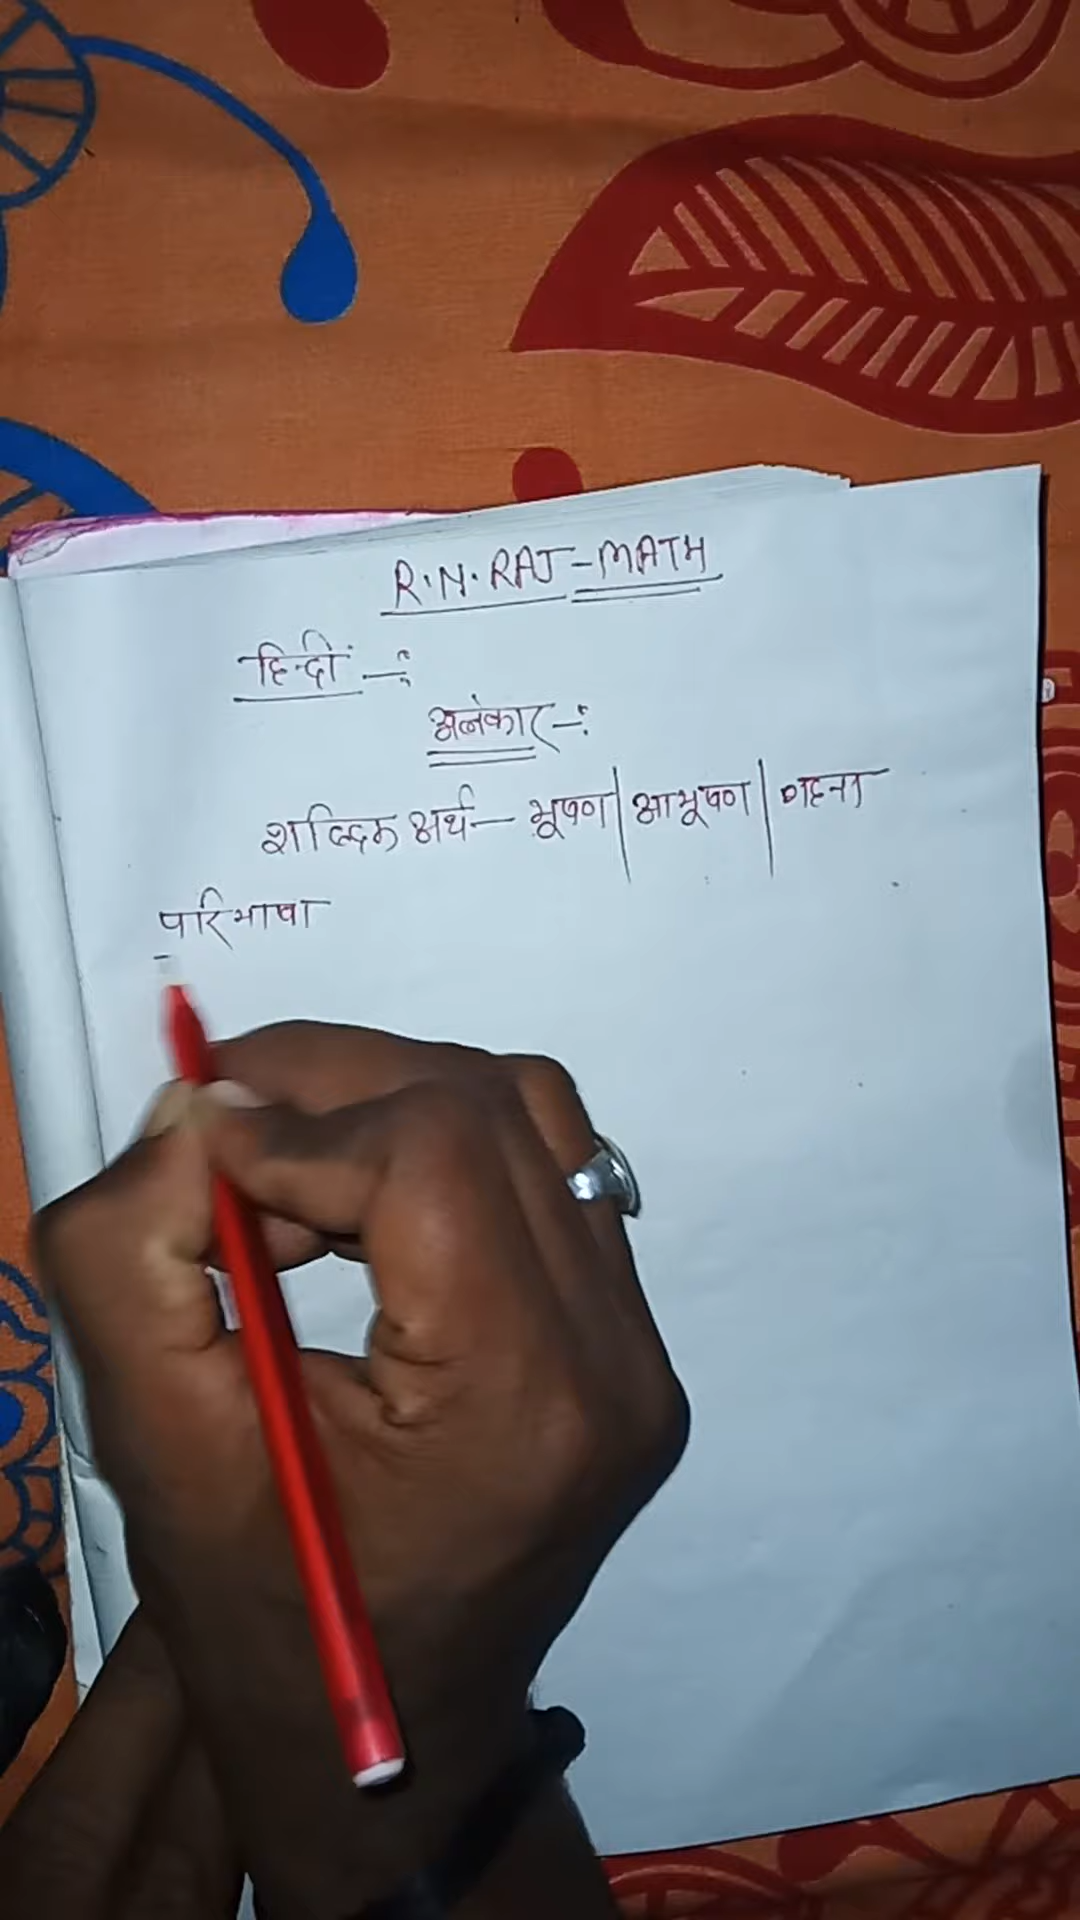 R.N. RAJ - MATH
हिन्दी -:
अलंकार -:
शाब्दिक अर्थ - भूषण | आभूषण | गहना
परिभाषा